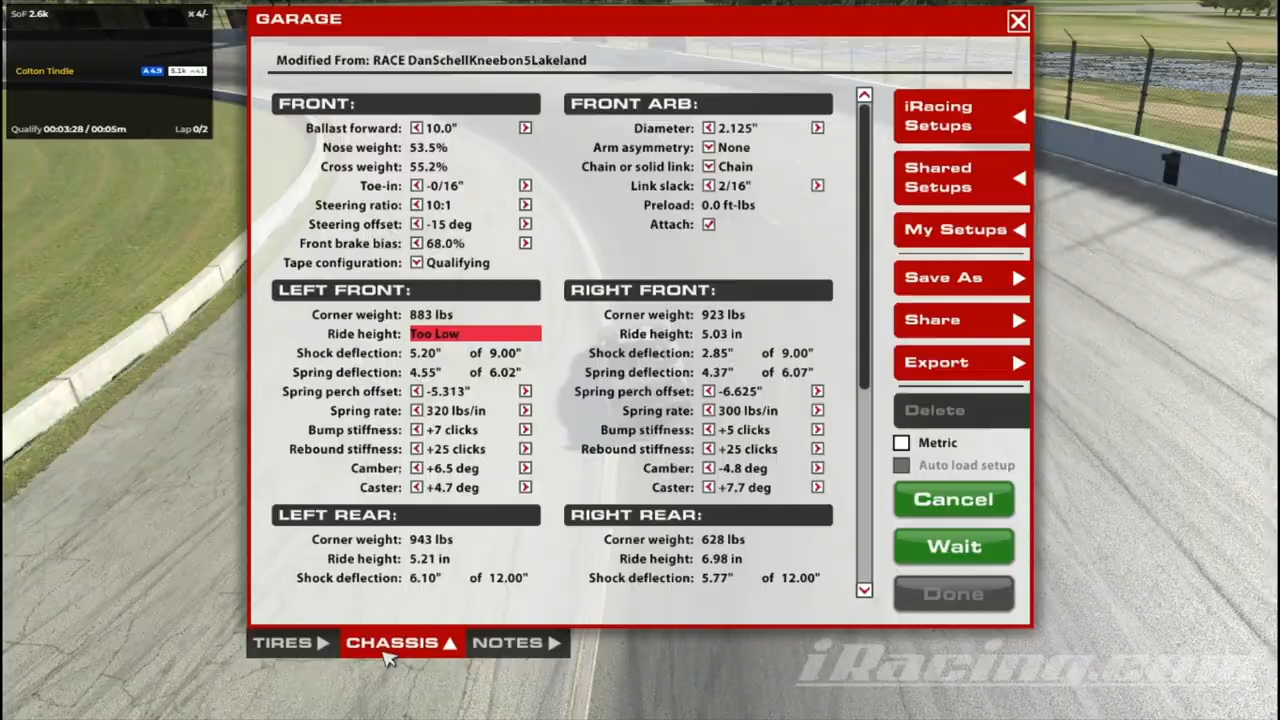 SoF 2.6k
4/-
Colton Tindle A 4.9 5.1k
Qualify 00:03:28 / 00:05m Lap 0/2
GARAGE
Modified From: RACE DanSchellKneebon5Lakeland
FRONT:
Ballast forward: 10.0"
Nose weight: 53.5%
Cross weight: 55.2%
Toe-in: -0/16"
Steering ratio: 10:1
Steering offset: -15 deg
Front brake bias: 68.0%
Tape configuration: Qualifying
FRONT ARB:
Diameter: 2.125"
Arm asymmetry: None
Chain or solid link: Chain
Link slack: 2/16"
Preload: 0.0 ft-lbs
Attach:
LEFT FRONT:
Corner weight: 883 lbs
Ride height: Too Low
Shock deflection: 5.20" of 9.00"
Spring deflection: 4.55" of 6.02"
Spring perch offset: -5.313"
Spring rate: 320 lbs/in
Bump stiffness: +7 clicks
Rebound stiffness: +25 clicks
Camber: +6.5 deg
Caster: +4.7 deg
RIGHT FRONT:
Corner weight: 923 lbs
Ride height: 5.03 in
Shock deflection: 2.85" of 9.00"
Spring deflection: 4.37" of 6.07"
Spring perch offset: -6.625"
Spring rate: 300 lbs/in
Bump stiffness: +5 clicks
Rebound stiffness: +25 clicks
Camber: -4.8 deg
Caster: +7.7 deg
LEFT REAR:
Corner weight: 943 lbs
Ride height: 5.21 in
Shock deflection: 6.10" of 12.00"
RIGHT REAR:
Corner weight: 628 lbs
Ride height: 6.98 in
Shock deflection: 5.77" of 12.00"
iRacing
Setups
Shared
Setups
My Setups
Save As
Share
Export
Delete
Metric
Auto load setup
Cancel
Wait
Done
TIRES CHASSIS NOTES
iRacing.com